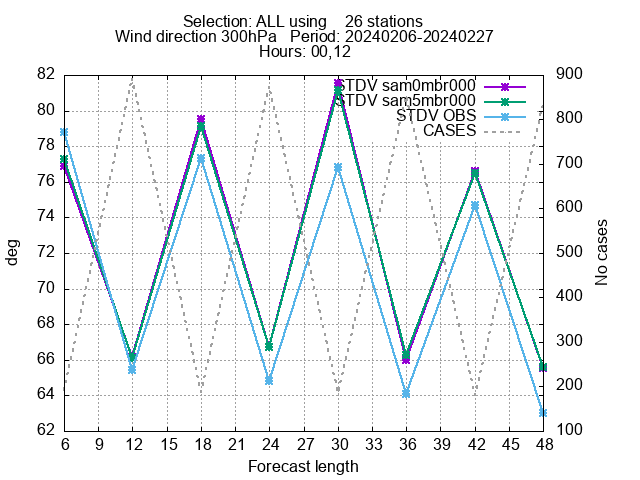 Selection: ALL using    26 stations
Wind direction 300hPa   Period: 20240206-20240227
Hours: 00,12
STDV sam0mbr000
STDV sam5mbr000
STDV OBS
CASES
82
80
78
76
74
72
70
68
66
64
62
deg
900
800
700
600
500
400
300
200
100
No cases
6 9 12 15 18 21 24 27 30 33 36 39 42 45 48
Forecast length